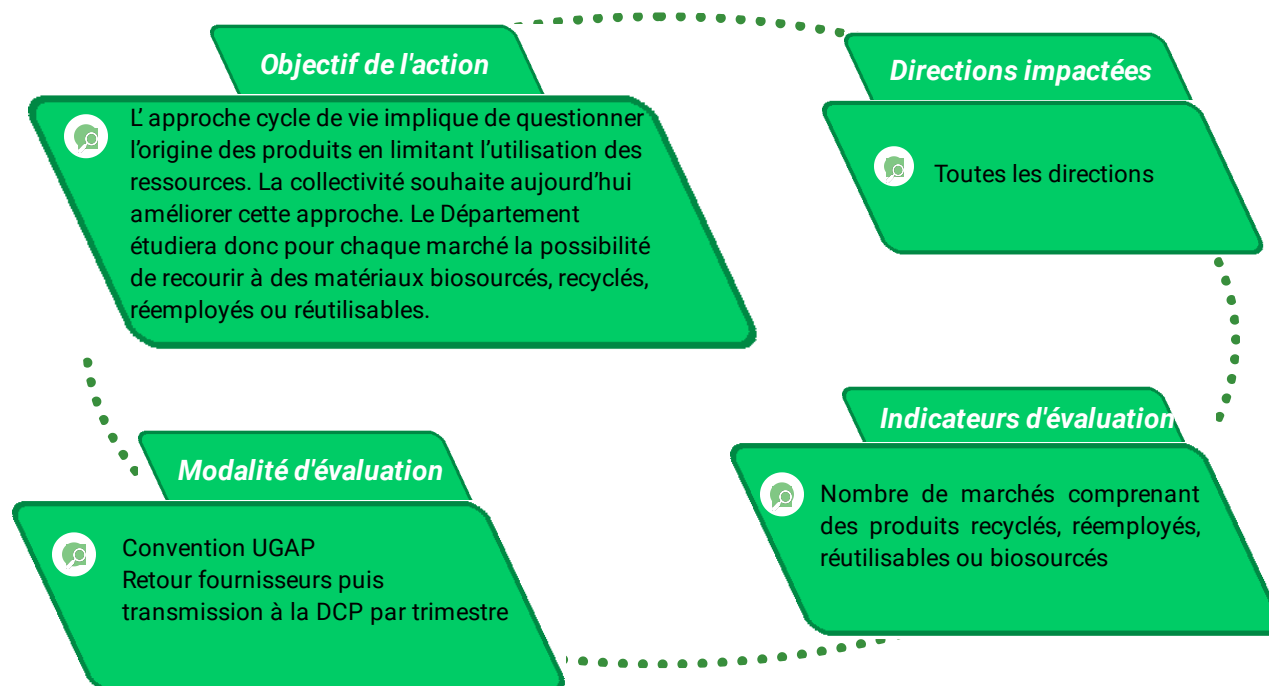 Objectif de l'action
L' approche cycle de vie implique de questionner
l'origine des produits en limitant l'utilisation des
ressources. La collectivité souhaite aujourd'hui
améliorer cette approche. Le Département
étudiera donc pour chaque marché la possibilité
de recourir à des matériaux biosourcés, recyclés,
réemployés ou réutilisables.
Directions impactées
Toutes les directions
Modalité d'évaluation
Convention UGAP
Retour fournisseurs puis
transmission à la DCP par trimestre
Indicateurs d'évaluation
Nombre de marchés comprenant
des produits recyclés, réemployés,
réutilisables ou biosourcés